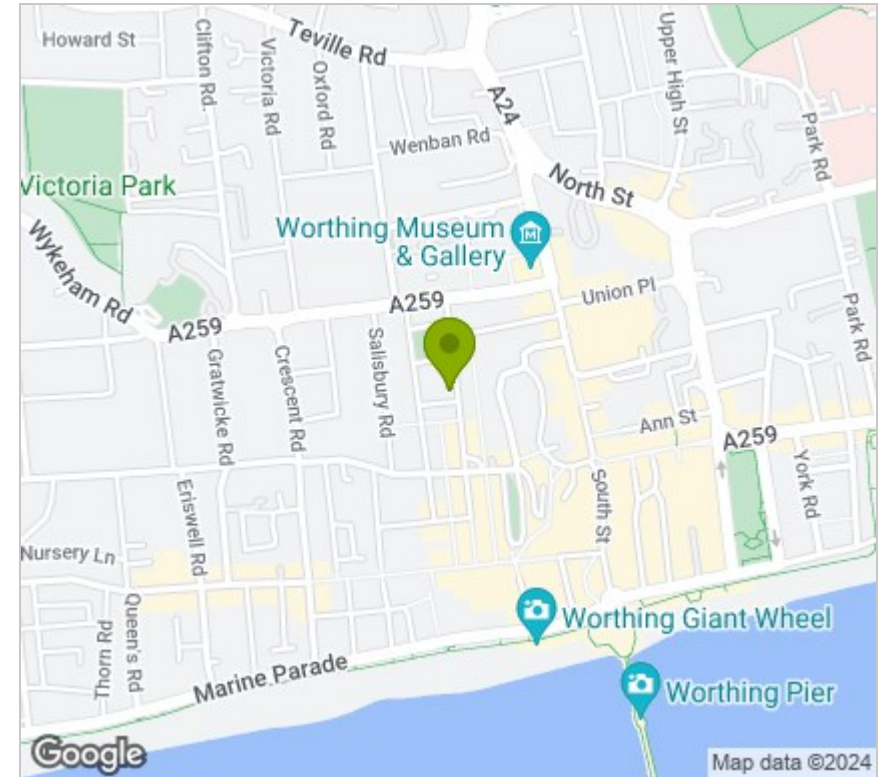 Howard St
Clifton Rd.
Victoria Rd
Oxford Rd
Teville Rd
A24
Upper High St
Park Rd
Wenban Rd
North St
Victoria Park
Worthing Museum
& Gallery
Wykeham Rd
A259
Union Pl
Park Rd
A259
Gratwicke Rd
Crescent Rd
Salisbury Rd
Ann St
A259
Eriswell Rd
South St
York Rd
Nursery Ln
Queen's Rd
Thorn Rd
Worthing Giant Wheel
Marine Parade
Worthing Pier
Google
Map data ©2024